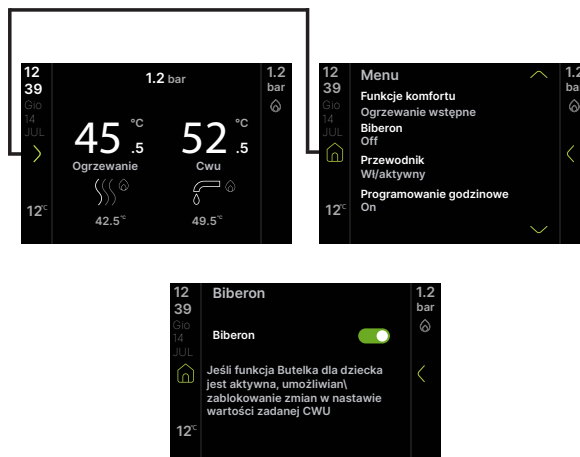 12
39
Gio
14
JUL
12°C
1.2 bar
45.5 °C
52.5 °C
Ogrzewanie
Cwu
42.5°C
49.5°C
1.2
bar
12
39
Gio
14
JUL
12°C
Menu
Funkcje komfortu
Ogrzewanie wstępne
Biberon
Off
Przewodnik
Wł/aktywny
Programowanie godzinowe
On
1.2
ba
12
39
Gio
14
JUL
12°C
Biberon
Biberon
Jeśli funkcja Butelka dla dziecka
jest aktywna, umożliwian\
zablokowanie zmian w nastawie
wartości zadanej CWU
1.2
bar